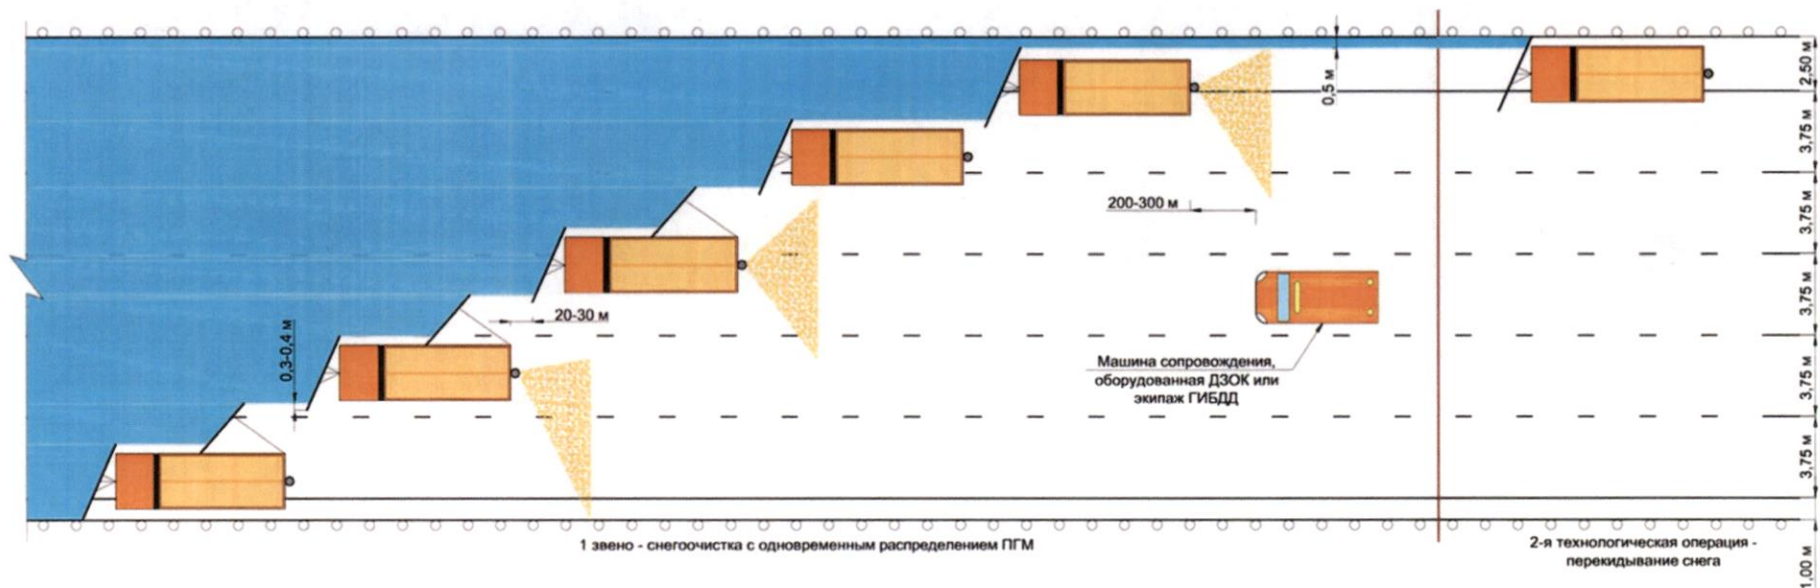 2,50 м
0,5 м
3,75 м
3,75 м
200-300 м
3,75 м
20-30 м
0,3-0,4 м
Машина сопровождения,
оборудованная ДЗОК или
экипаж ГИБДД
3,75 м
3,75 м
1 звено - снегоочистка с одновременным распределением ПГМ
2-я технологическая операция -
перекидывание снега
1,00 м